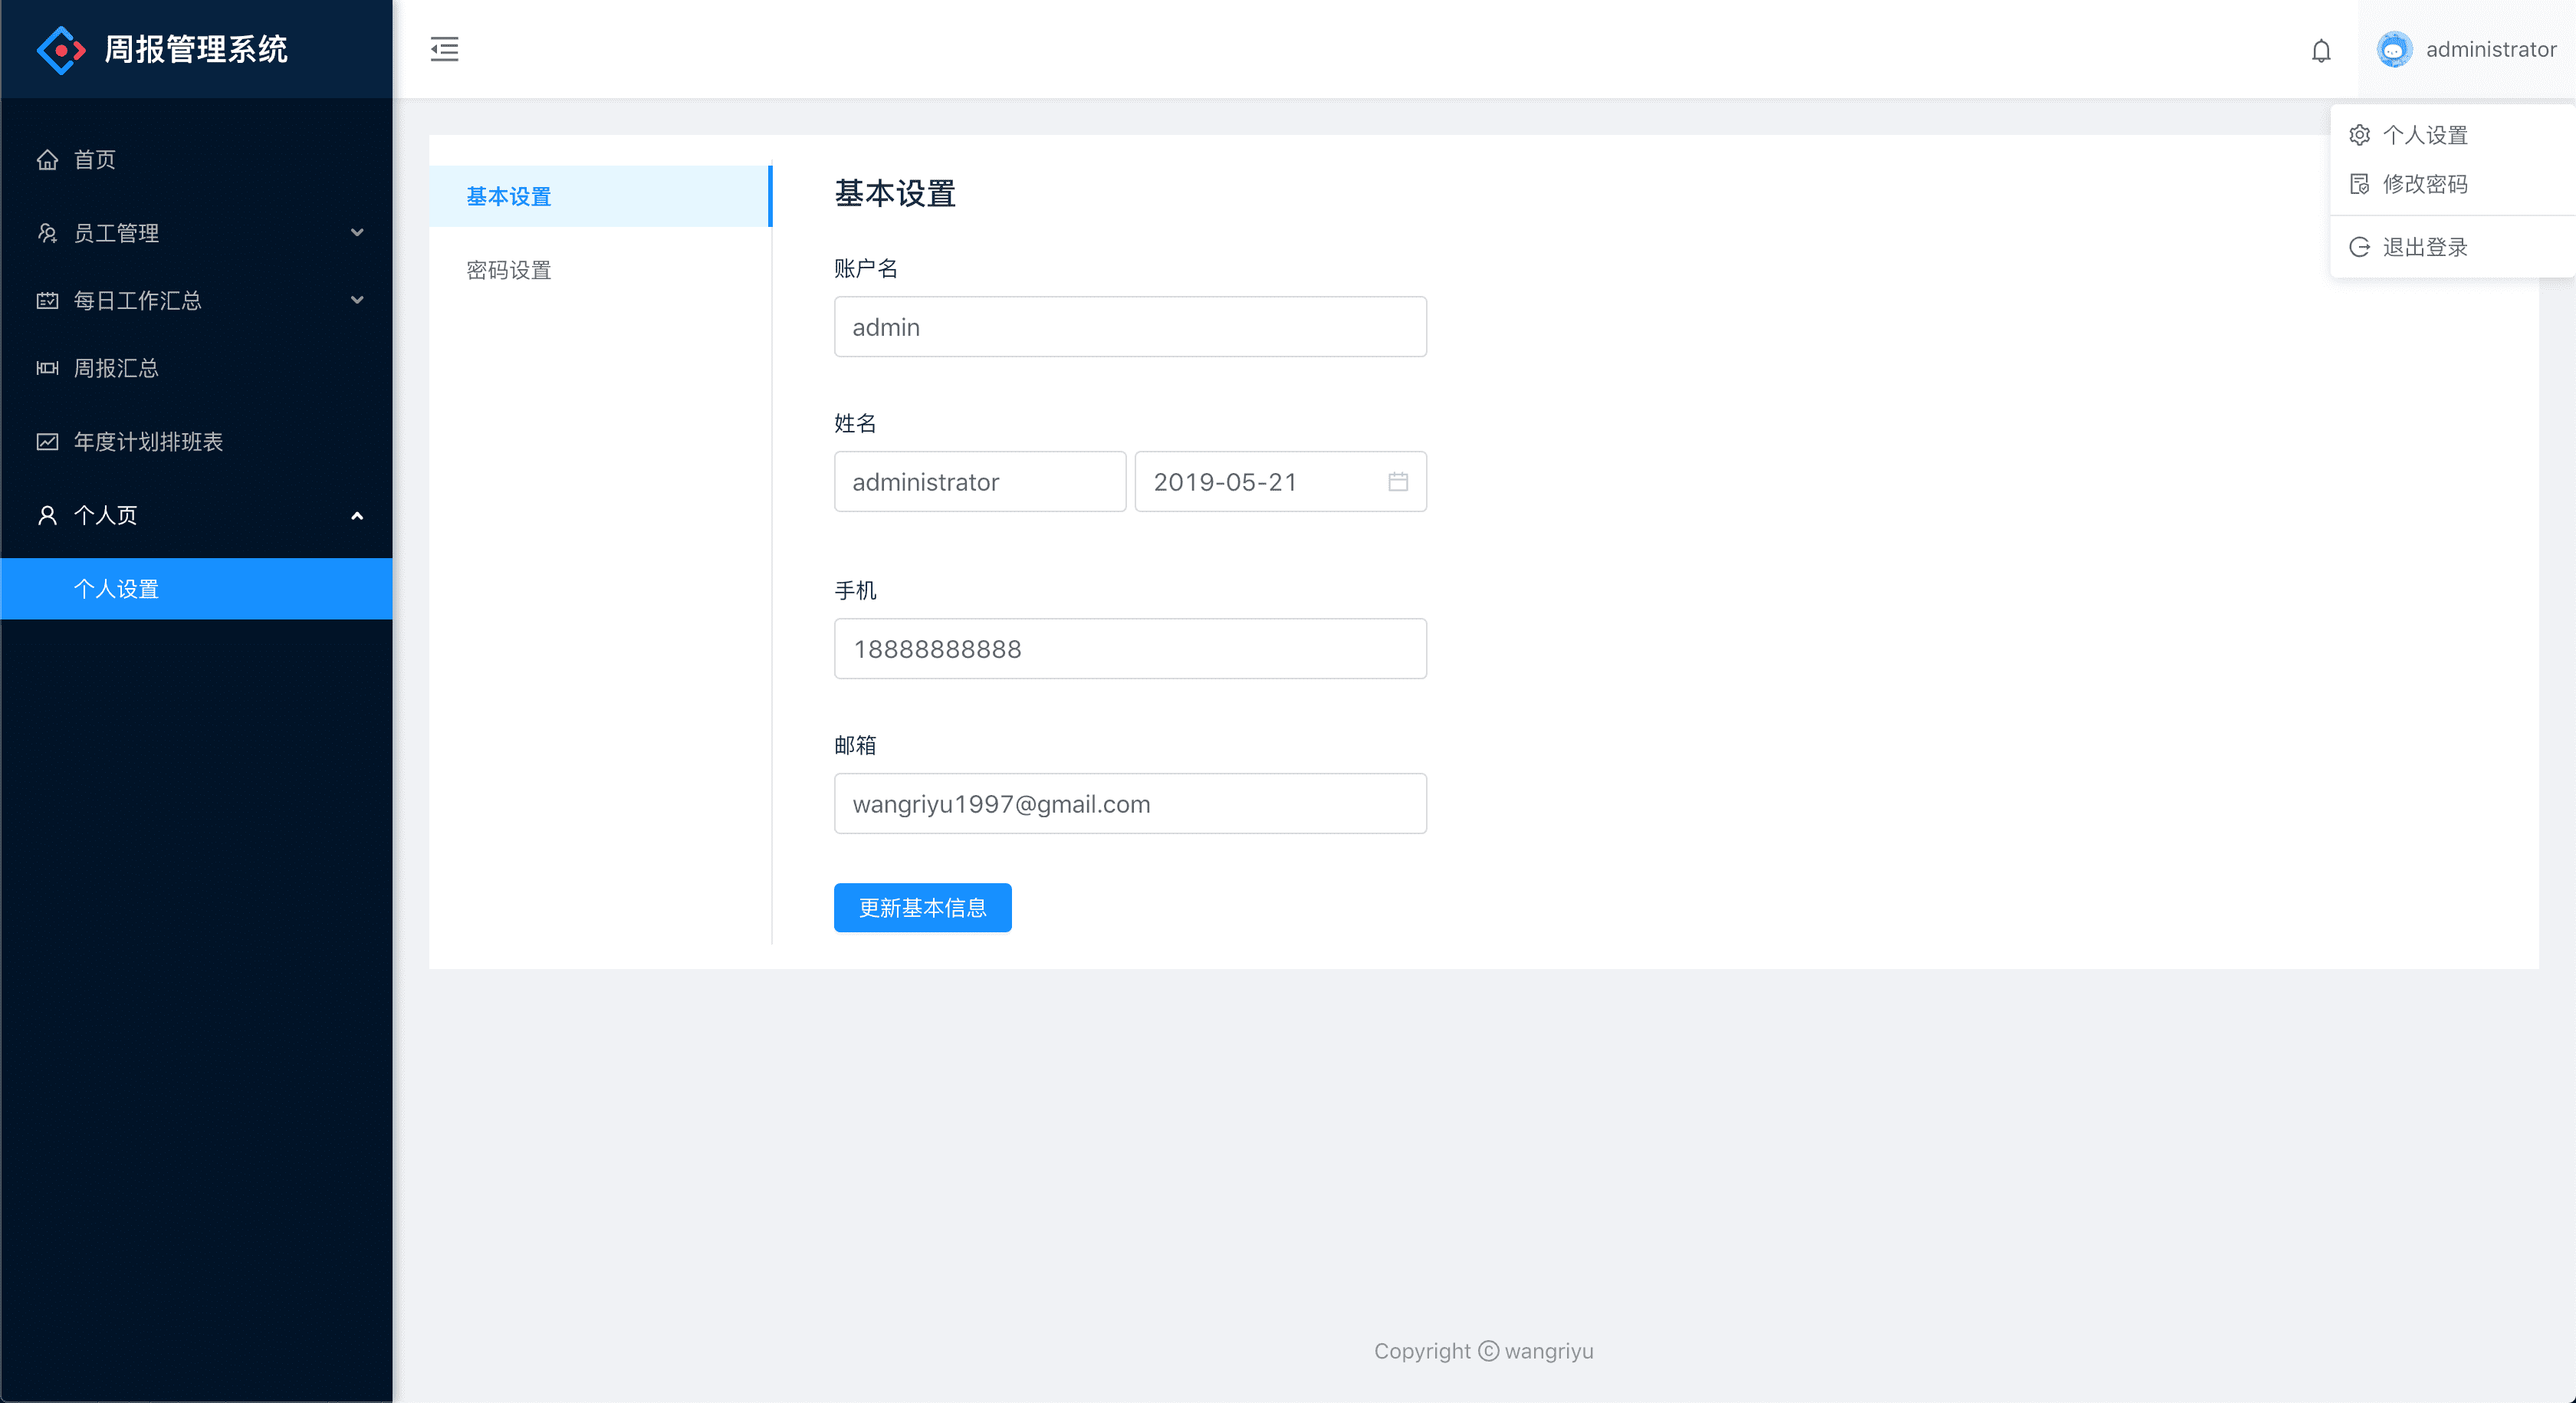 周报管理系统
administrator
首页
员工管理
每日工作汇总
周报汇总
年度计划排班表
个人页
个人设置
个人设置
修改密码
退出登录
基本设置
密码设置
基本设置
账户名
admin
姓名
administrator
2019-05-21
手机
18888888888
邮箱
wangriyu1997@gmail.com
更新基本信息
Copyright © wangriyu